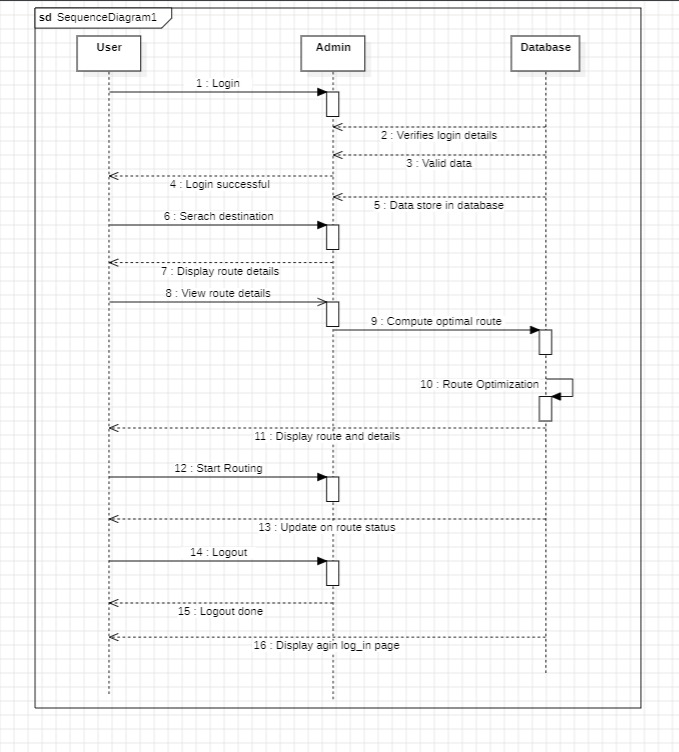 sd SequenceDiagram1
User
Admin
Database
1 : Login
2 : Verifies login details
3 : Valid data
4 : Login successful
5 : Data store in database
6 : Serach destination
7 : Display route details
8 : View route details
9 : Compute optimal route
10 : Route Optimization
11 : Display route and details
12 : Start Routing
13 : Update on route status
14 : Logout
15 : Logout done
16 : Display agin log_in page